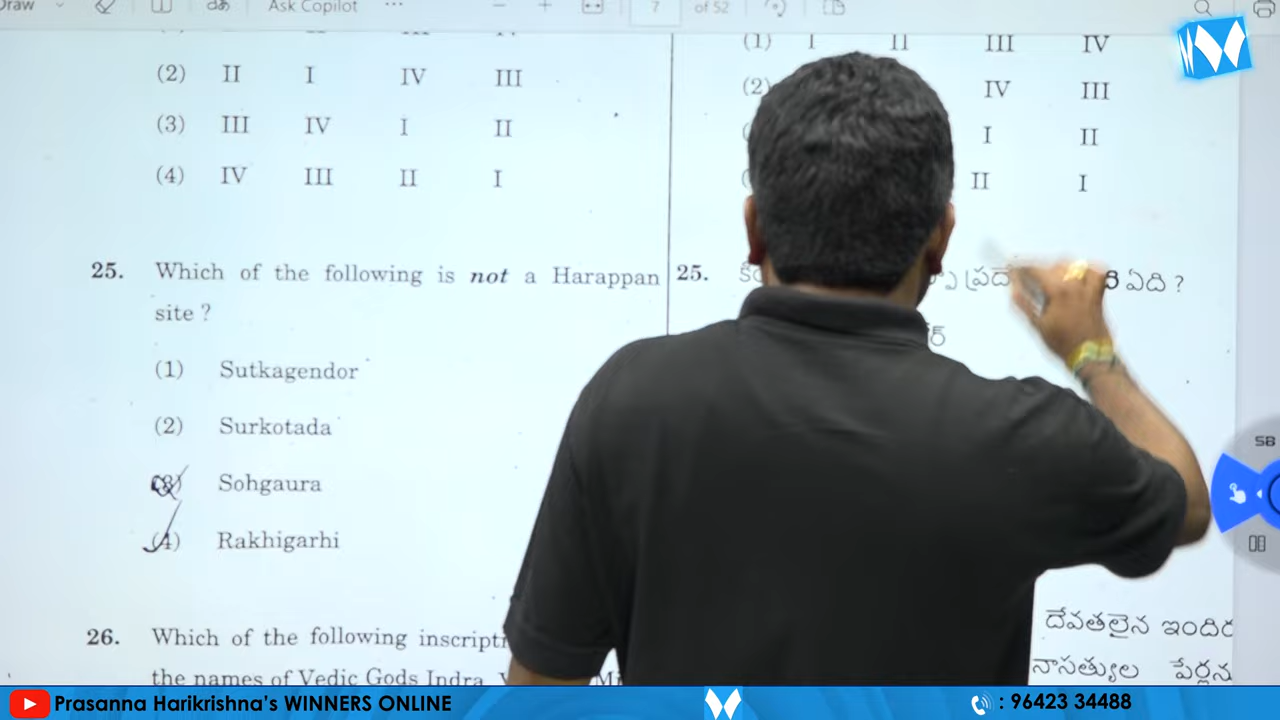 Draw
Ask Copilot
7 of 52
(2) II I IV III
(3) III IV I II
(4) IV III II I
25. Which of the following is not a Harappan
site ?
(1) Sutkagendor
(2) Surkotada
(3) Sohgaura
(4) Rakhigarhi
26. Which of the following
the names of Vedic Gods Indra
(1) I II III IV
(2) IV III
I II
II I
25. ఏది ?
దేవతలైన
నాసత్యుల
58
Prasanna Harikrishna's WINNERS ONLINE
: 96423 34488